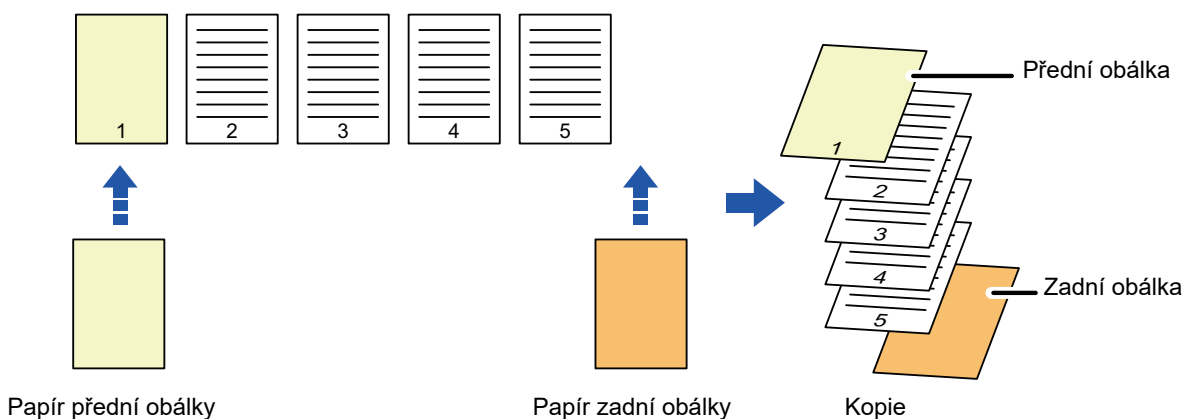 1 2 3 4 5
Přední obálka
1
2
3
4
5
Zadní obálka
Papír přední obálky Papír zadní obálky Kopie